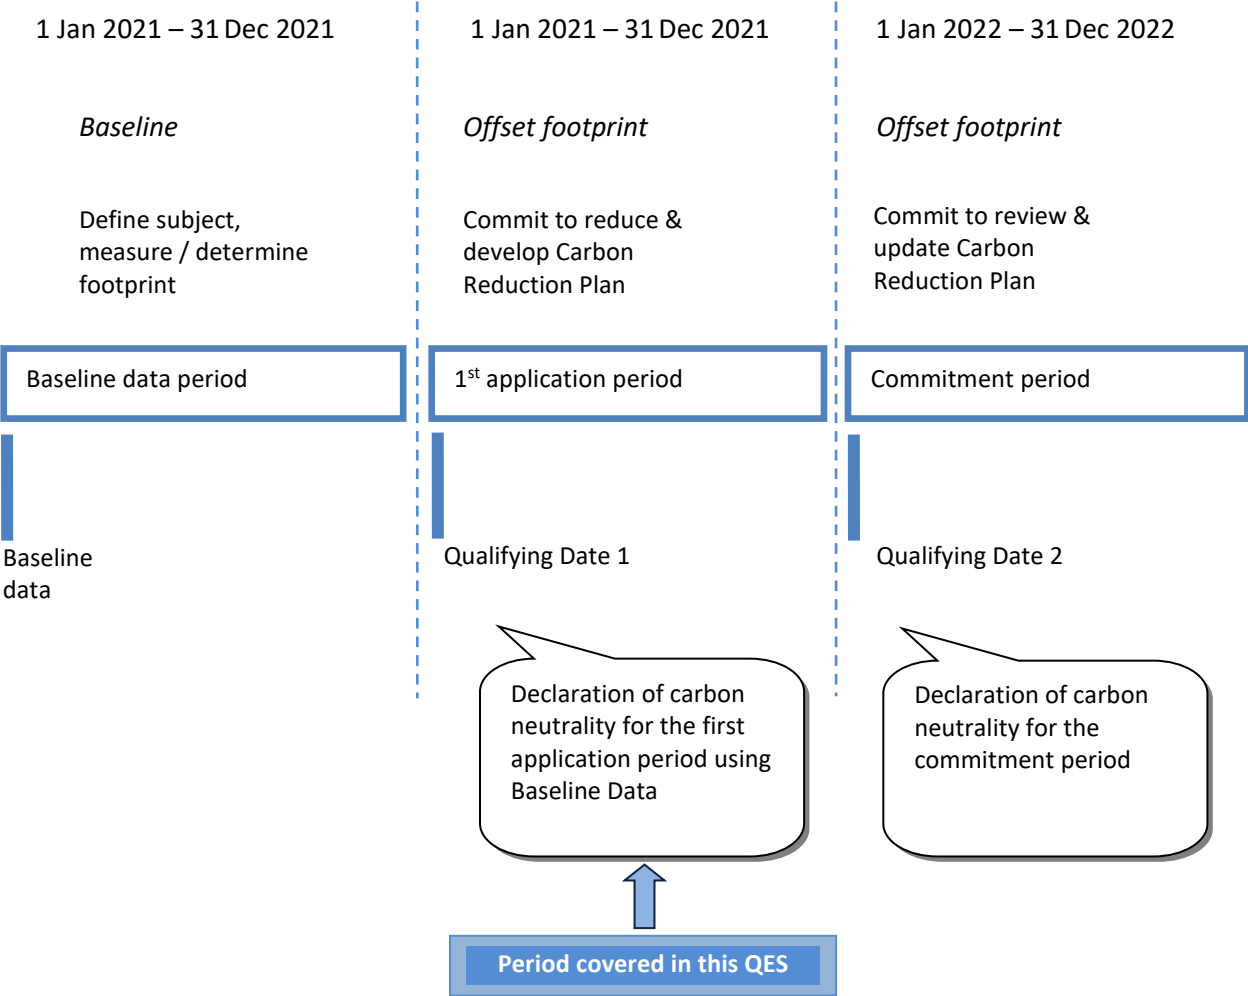 1 Jan 2021 – 31 Dec 2021
Baseline
Define subject,
measure / determine
footprint
Baseline data period
Baseline
data
1 Jan 2021 – 31 Dec 2021
Offset footprint
Commit to reduce &
develop Carbon
Reduction Plan
1st application period
Qualifying Date 1
Declaration of carbon
neutrality for the first
application period using
Baseline Data
Period covered in this QES
1 Jan 2022 – 31 Dec 2022
Offset footprint
Commit to review &
update Carbon
Reduction Plan
Commitment period
Qualifying Date 2
Declaration of carbon
neutrality for the
commitment period